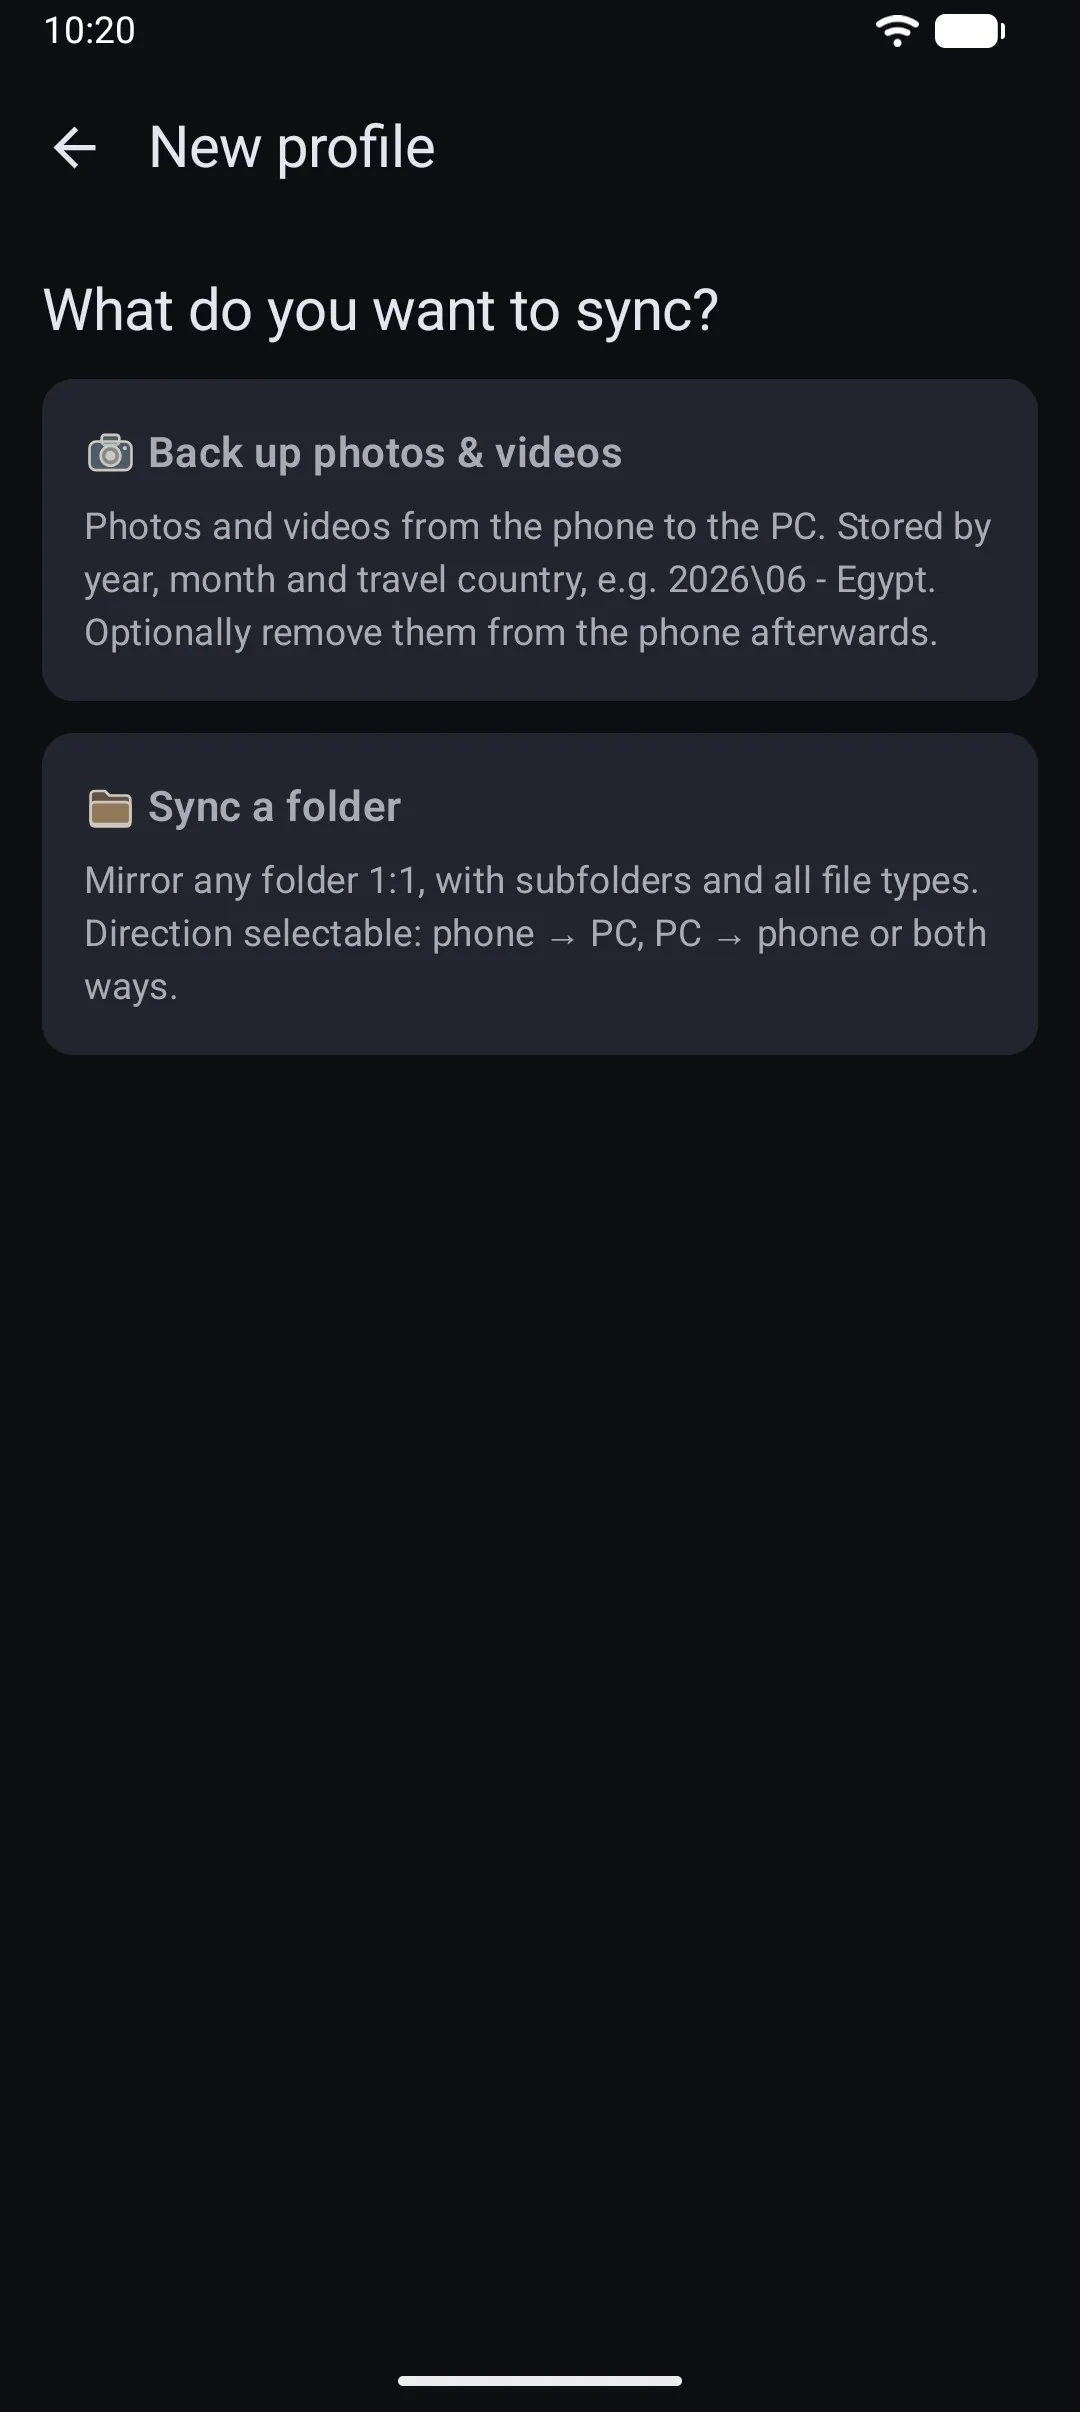 10:20
New profile
What do you want to sync?
Back up photos & videos
Photos and videos from the phone to the PC. Stored by
year, month and travel country, e.g. 2026\06 - Egypt.
Optionally remove them from the phone afterwards.
Sync a folder
Mirror any folder 1:1, with subfolders and all file types.
Direction selectable: phone → PC, PC → phone or both
ways.